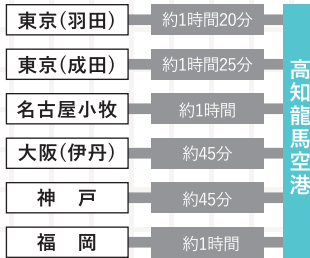 東京(羽田) 約1時間20分
東京(成田) 約1時間25分
名古屋小牧 約1時間
大阪(伊丹) 約45分
神　戸 約45分
福　岡 約1時間
高知龍馬空港